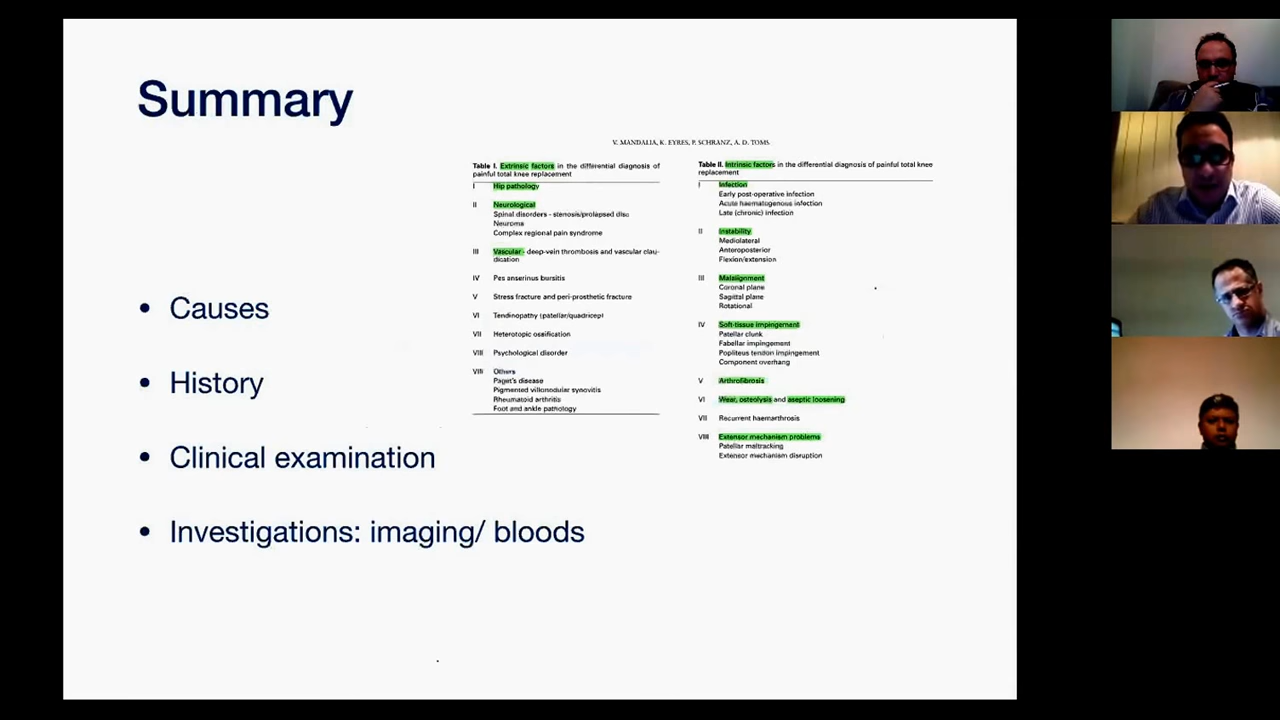 Summary
• Causes
• History
• Clinical examination
• Investigations: imaging/ bloods
V. MANDALIA, K. EYRES, P. SCHRANZ, A. D. TOMS
Table I. Extrinsic factors in the differential diagnosis of
painful total knee replacement
I Hip pathology
II Neurological
Spinal disorders - stenosis/prolapsed disc
Neuroma
Complex regional pain syndrome
III Vascular - deep-vein thrombosis and vascular clau-
dication
IV Pes anserinus bursitis
V Stress fracture and peri-prosthetic fracture
VI Tendinopathy (patellar/quadricep)
VII Heterotopic ossification
VIII Psychological disorder
VIII Others
Paget's disease
Pigmented villonodular synovitis
Rheumatoid arthritis
Foot and ankle pathology
Table II. Intrinsic factors in the differential diagnosis of painful total knee
replacement
I Infection
Early post-operative infection
Acute haematogenous infection
Late (chronic) infection
II Instability
Mediolateral
Anteroposterior
Flexion/extension
III Malalignment
Coronal plane
Sagittal plane
Rotational
IV Soft-tissue impingement
Patellar clunk
Fabellar impingement
Popliteus tendon impingement
Component overhang
V Arthrofibrosis
VI Wear, osteolysis and aseptic loosening
VII Recurrent haemarthrosis
VIII Extensor mechanism problems
Patellar maltracking
Extensor mechanism disruption